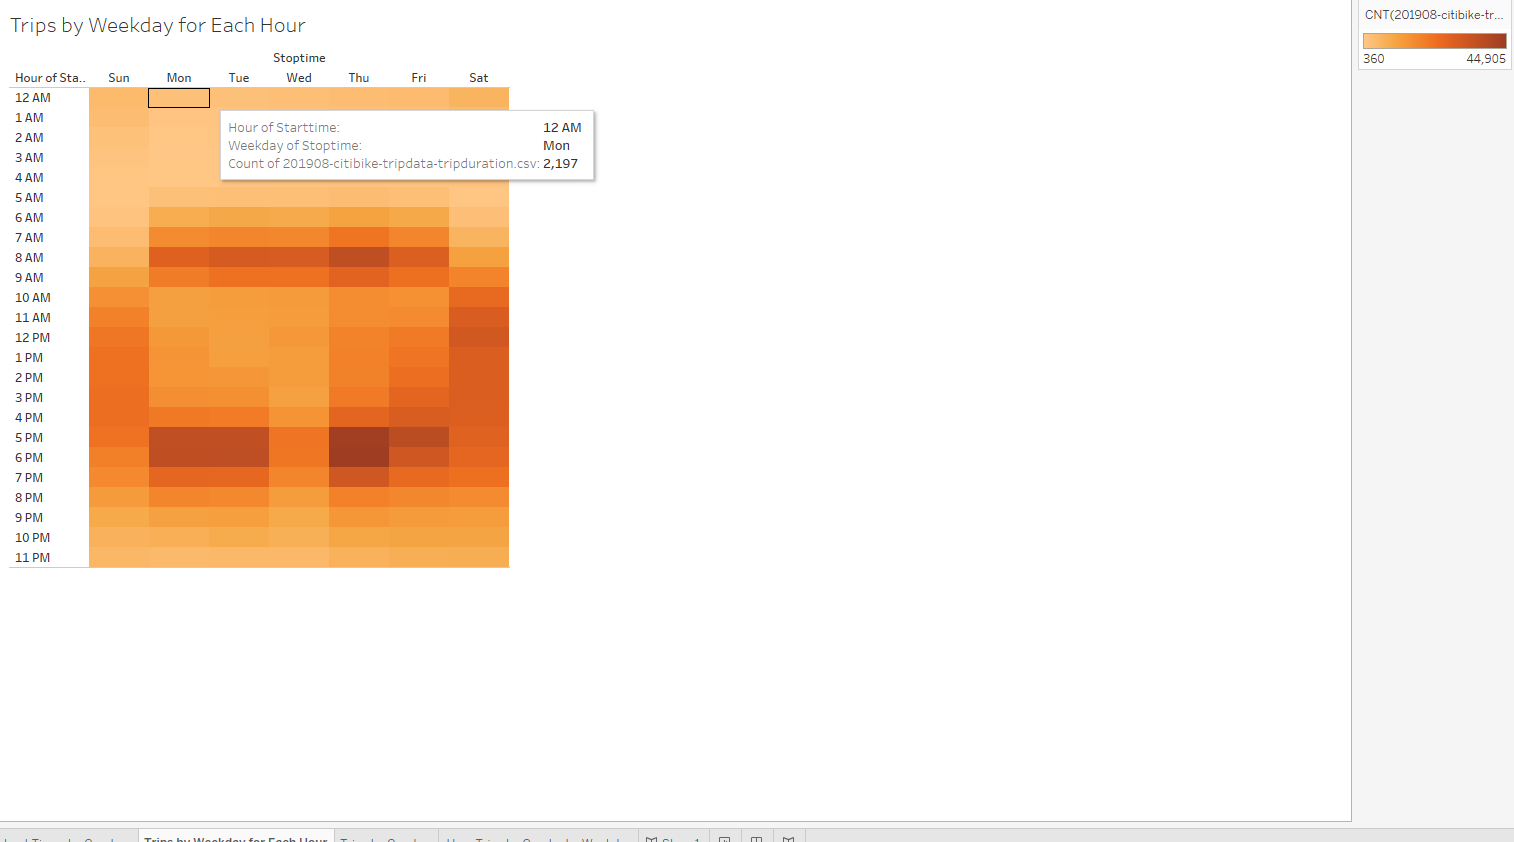 Trips by Weekday for Each Hour
CNT(201908-citibike-tr...
360 44,905
Stoptime
Hour of Sta.. Sun Mon Tue Wed Thu Fri Sat
12 AM
1 AM
2 AM
3 AM
4 AM
5 AM
6 AM
7 AM
8 AM
9 AM
10 AM
11 AM
12 PM
1 PM
2 PM
3 PM
4 PM
5 PM
6 PM
7 PM
8 PM
9 PM
10 PM
11 PM
Hour of Starttime: 12 AM
Weekday of Stoptime: Mon
Count of 201908-citibike-tripdata-tripduration.csv: 2,197
Trips by Weekday for Each Hour